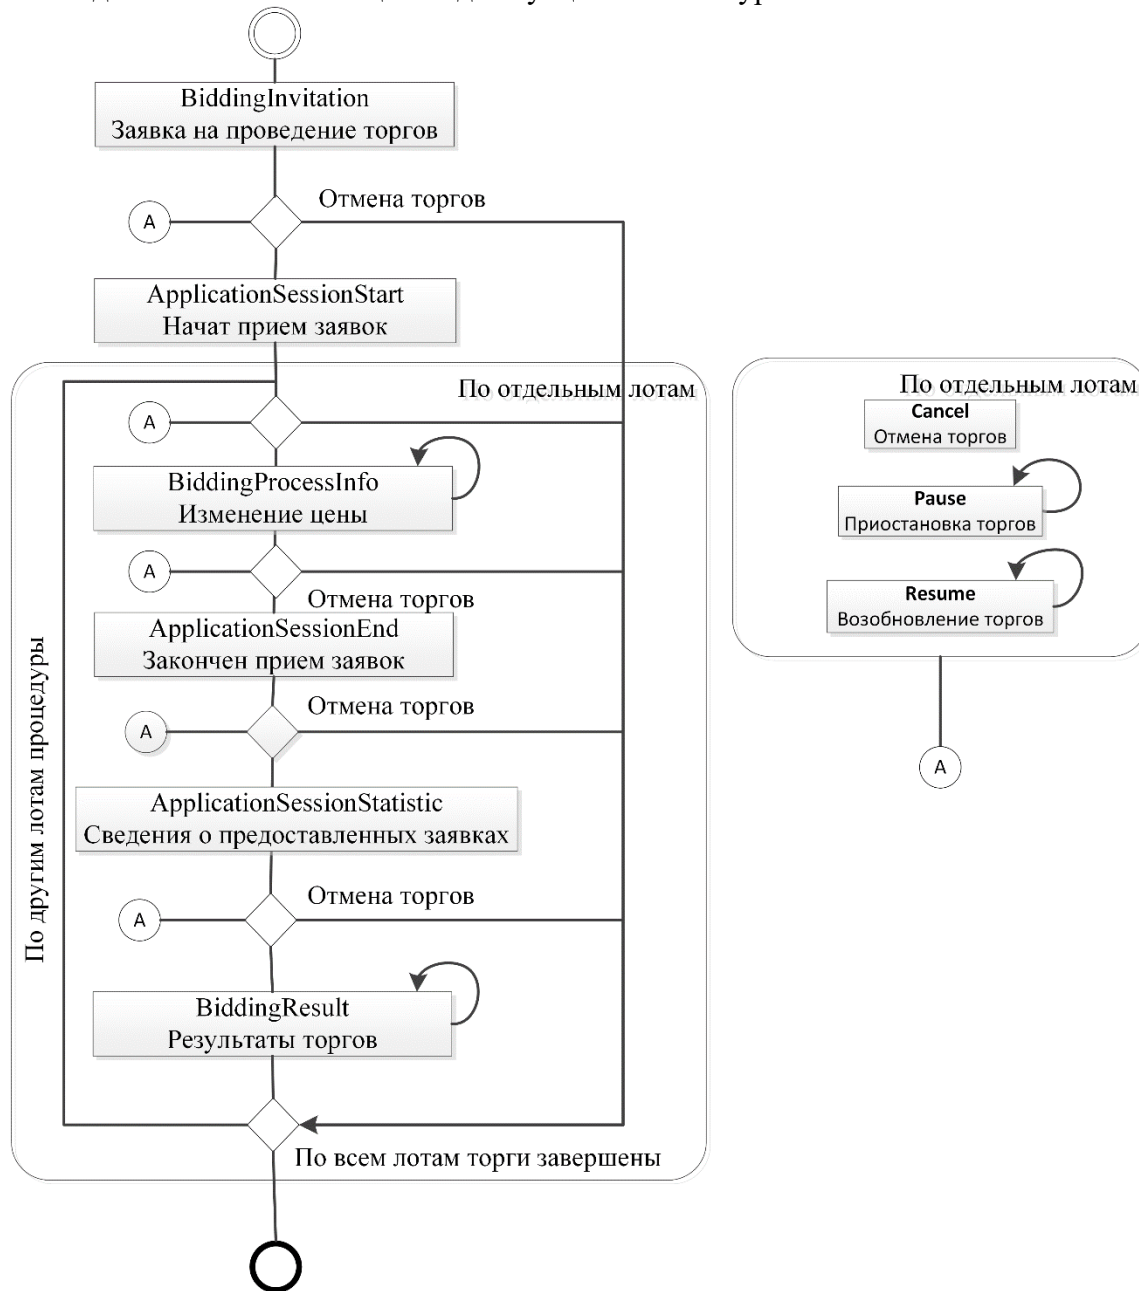 BiddingInvitation
Заявка на проведение торгов
Отмена торгов
А
ApplicationSessionStart
Начат прием заявок
По отдельным лотам
А
BiddingProcessInfo
Изменение цены
А
Отмена торгов
ApplicationSessionEnd
Закончен прием заявок
Отмена торгов
А
ApplicationSessionStatistic
Сведения о предоставленных заявках
Отмена торгов
А
BiddingResult
Результаты торгов
По всем лотам торги завершены
По другим лотам процедуры
По отдельным лотам
Cancel
Отмена торгов
Pause
Приостановка торгов
Resume
Возобновление торгов
А